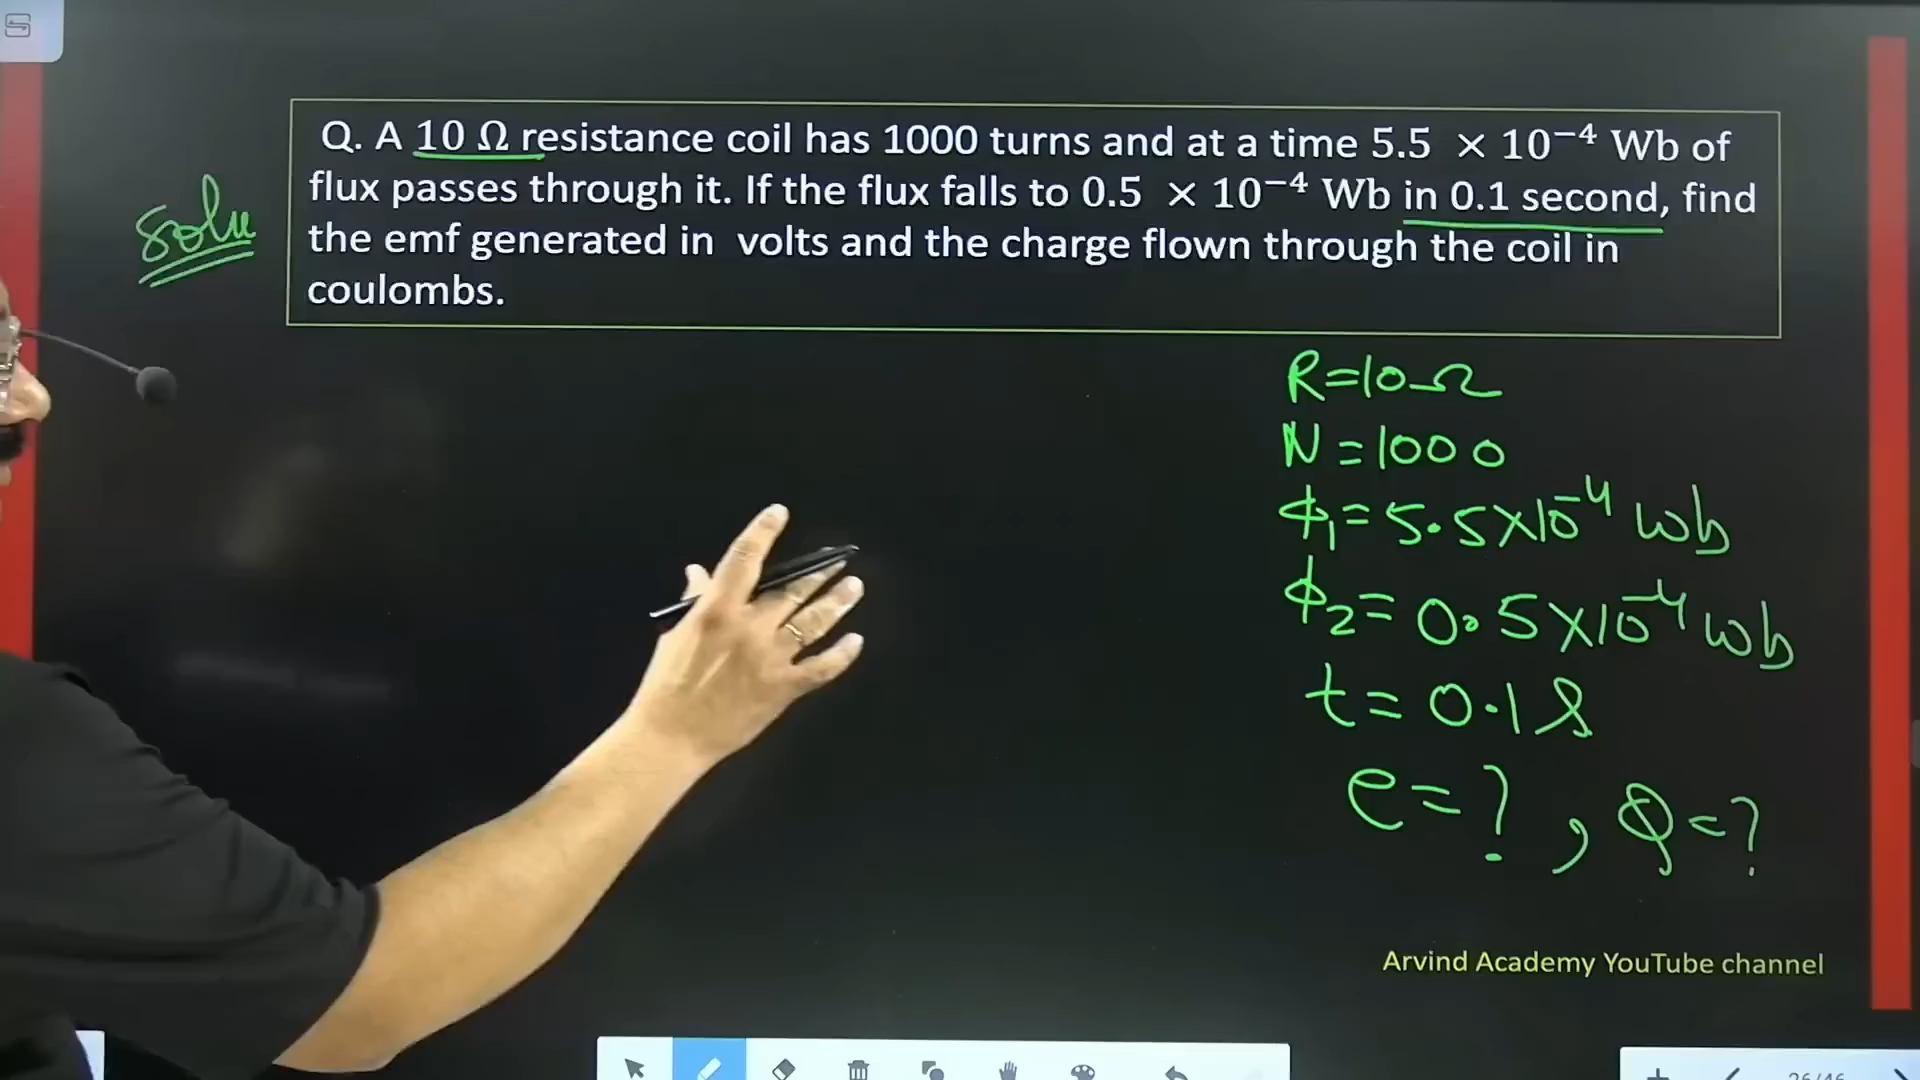 Q. A 10 Ω resistance coil has 1000 turns and at a time 5.5 × 10⁻⁴ Wb of
flux passes through it. If the flux falls to 0.5 × 10⁻⁴ Wb in 0.1 second, find
the emf generated in volts and the charge flown through the coil in
coulombs.
Solu
R=10Ω
N=1000
ϕ₁=5.5×10⁻⁴ wb
ϕ₂=0.5×10⁻⁴ wb
t=0.1 s
e=?, Q=?
Arvind Academy YouTube channel
26/46